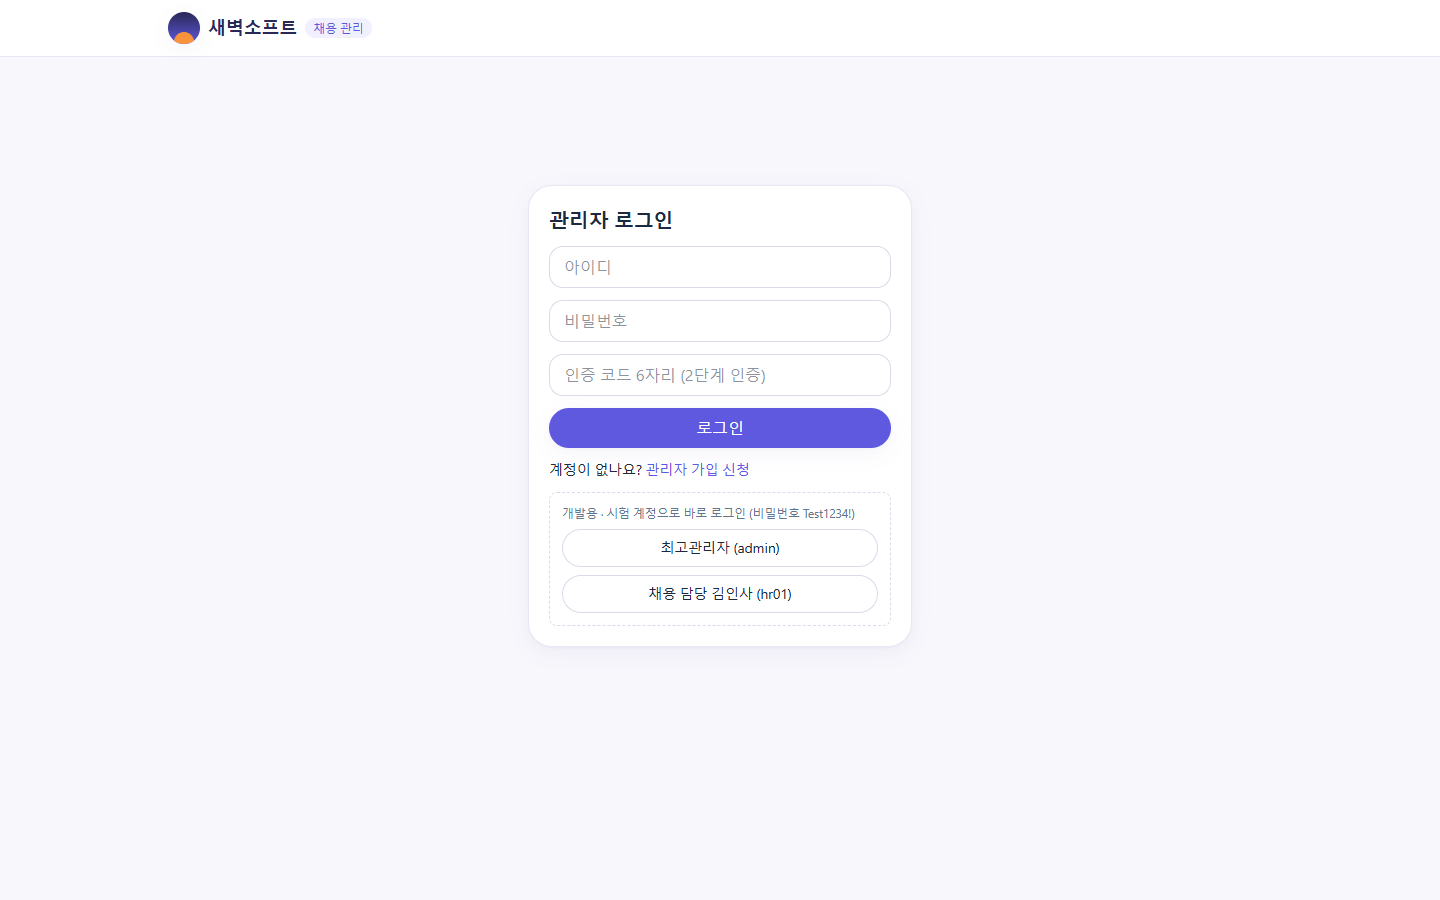 새벽소프트 채용 관리
관리자 로그인
아이디
비밀번호
인증 코드 6자리 (2단계 인증)
로그인
계정이 없나요? 관리자 가입 신청
개발용 · 시험 계정으로 바로 로그인 (비밀번호 Test1234!)
최고관리자 (admin)
채용 담당 김인사 (hr01)